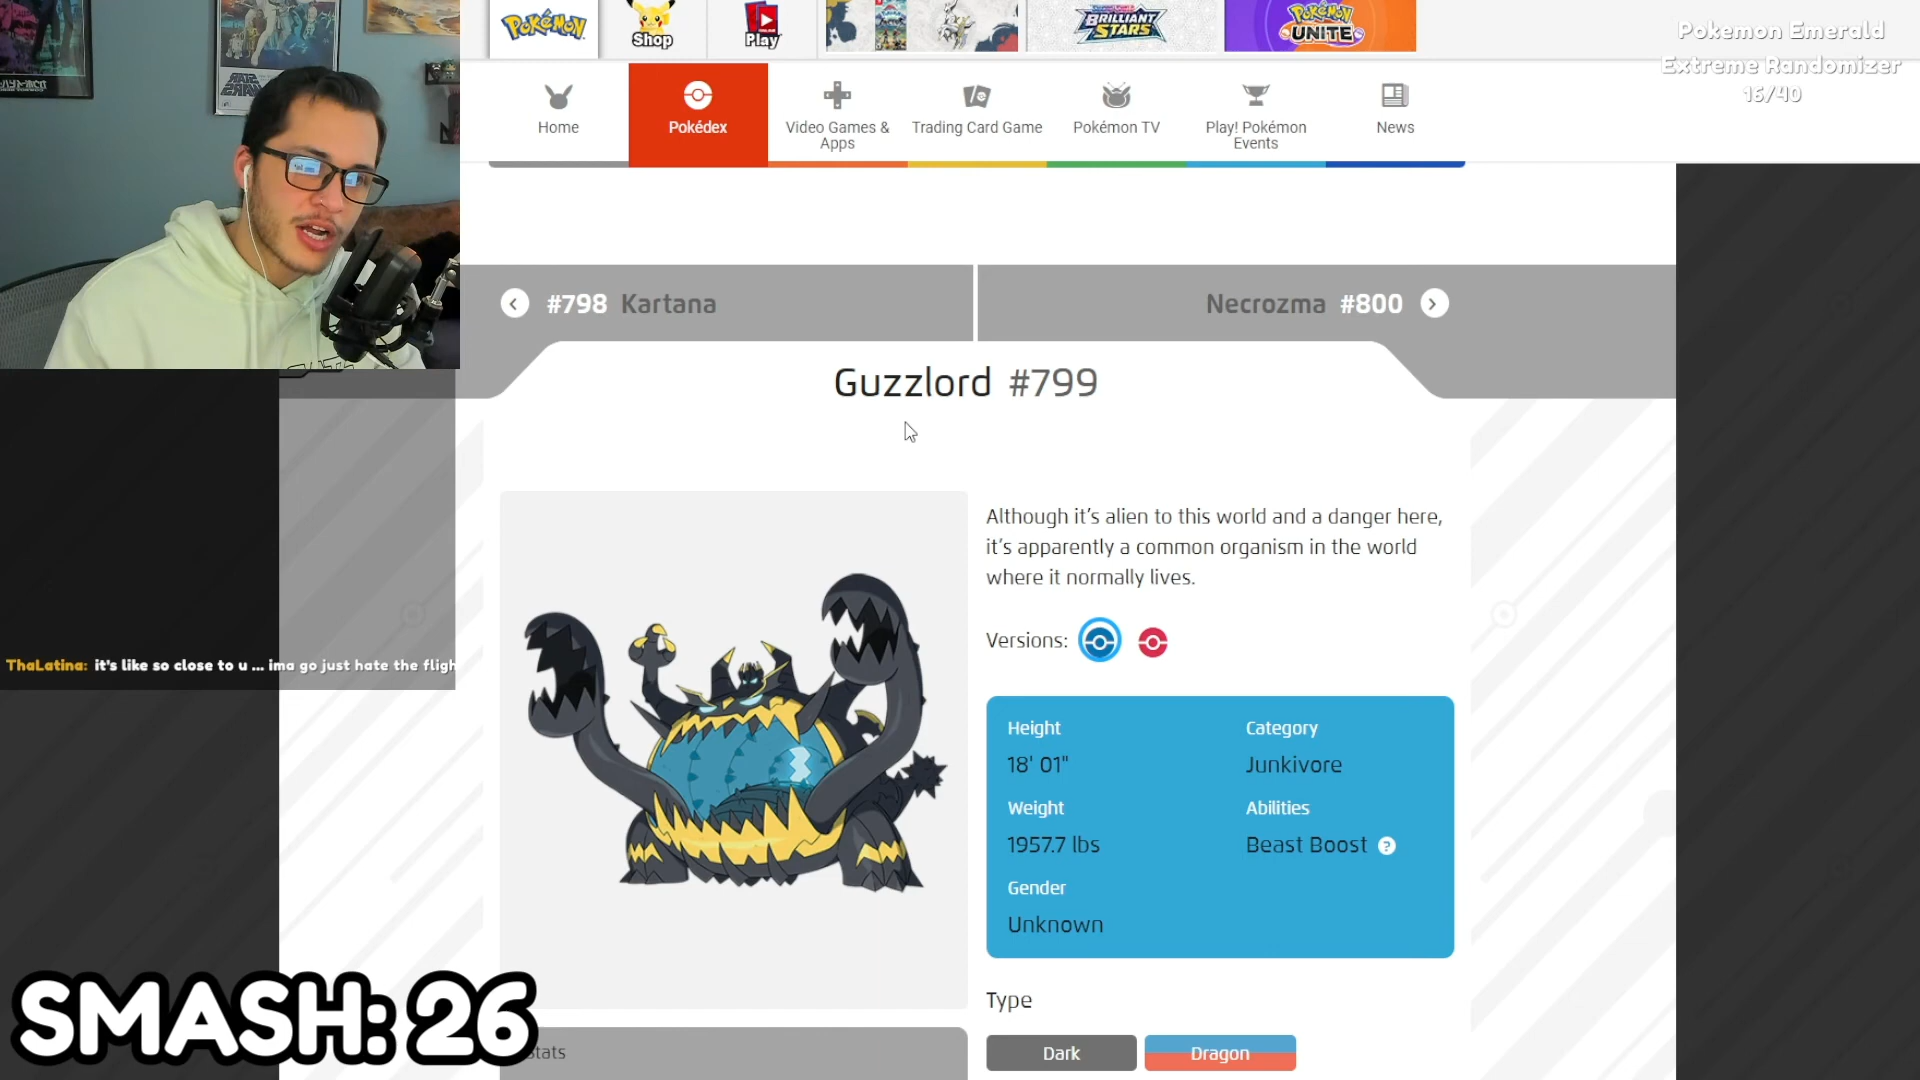 POKéMON
Shop
Play!
BRILLIANT
STARS
POKéMON
UNITE
Pokemon Emerald
Extreme Randomizer
16/40
Home
Pokédex
Video Games &
Apps
Trading Card Game
Pokémon TV
Play! Pokémon
Events
News
#798 Kartana
Necrozma #800
Guzzlord #799
Although it's alien to this world and a danger here,
it's apparently a common organism in the world
where it normally lives.
Versions:
ThaLatina: it's like so close to u ... ima go just hate the fligh
Height
18' 01"
Category
Junkivore
Weight
1957.7 lbs
Abilities
Beast Boost ?
Gender
Unknown
Type
Dark
Dragon
SMASH: 26
Stats